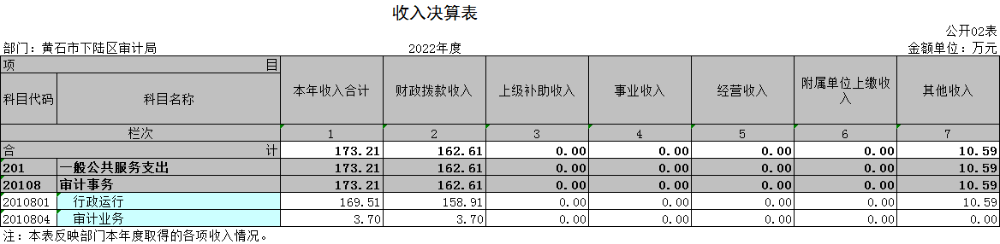 收入决算表
公开02表
部门：黄石市下陆区审计局 2022年度 金额单位：万元
项 目 本年收入合计 财政拨款收入 上级补助收入 事业收入 经营收入 附属单位上缴收入 其他收入
科目代码 科目名称
栏次 1 2 3 4 5 6 7
合 计 173.21 162.61 0.00 0.00 0.00 0.00 10.59
201 一般公共服务支出 173.21 162.61 0.00 0.00 0.00 0.00 10.59
20108 审计事务 173.21 162.61 0.00 0.00 0.00 0.00 10.59
2010801 行政运行 169.51 158.91 0.00 0.00 0.00 0.00 10.59
2010804 审计业务 3.70 3.70 0.00 0.00 0.00 0.00 0.00
注：本表反映部门本年度取得的各项收入情况。